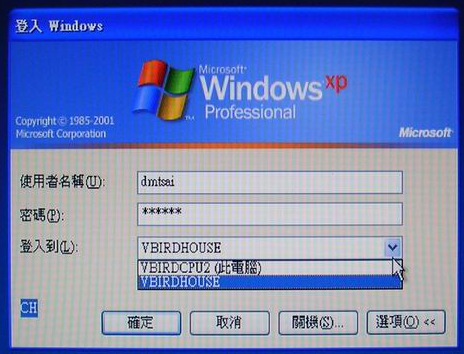 登入 Windows
Microsoft
Windows xp
Professional
Copyright © 1985-2001
Microsoft Corporation
Microsoft
使用者名稱(U):
dmtsai
密碼(P):
******
登入到(L):
VBIRDHOUSE
VBIRDCPU2 (此電腦)
VBIRDHOUSE
CH
確定
取消
關機(S)...
選項(O) <<